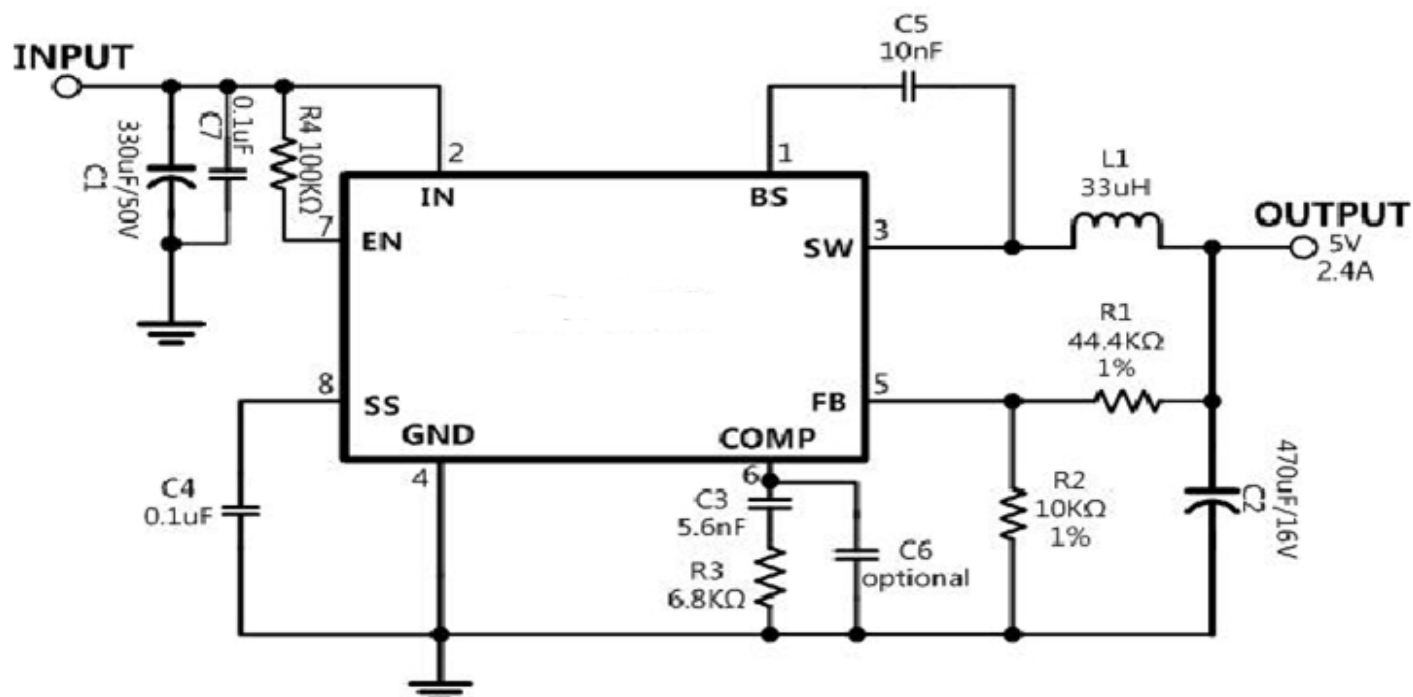 C5
10nF
INPUT
0.1uF
C7
R4 100KΩ
330uF/50V
C1
2
1
IN
BS
L1
33uH
7
EN
SW
3
OUTPUT
5V
2.4A
R1
44.4KΩ
1%
8
SS
FB
5
GND
COMP
4
6
C4
0.1uF
C3
5.6nF
R2
10KΩ
1%
470uF/16V
C2
C6
optional
R3
6.8KΩ